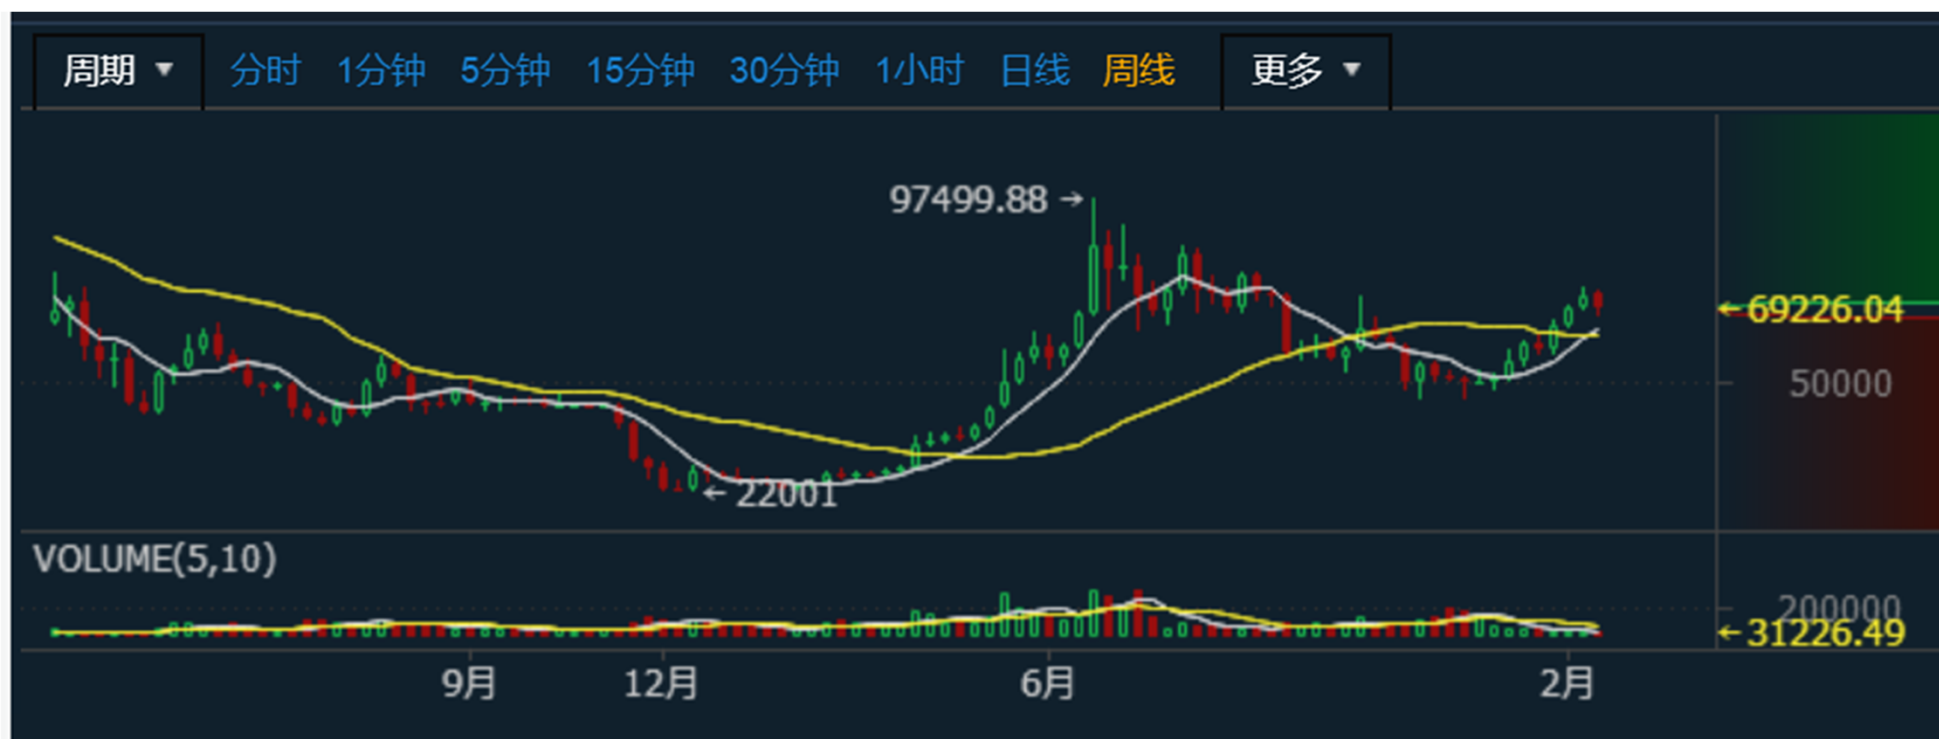 周期 ▼ 分时 1分钟 5分钟 15分钟 30分钟 1小时 日线 周线 更多 ▼
97499.88 →
←69226.04
50000
← 22001
VOLUME(5,10)
200000
←31226.49
9月 12月 6月 2月